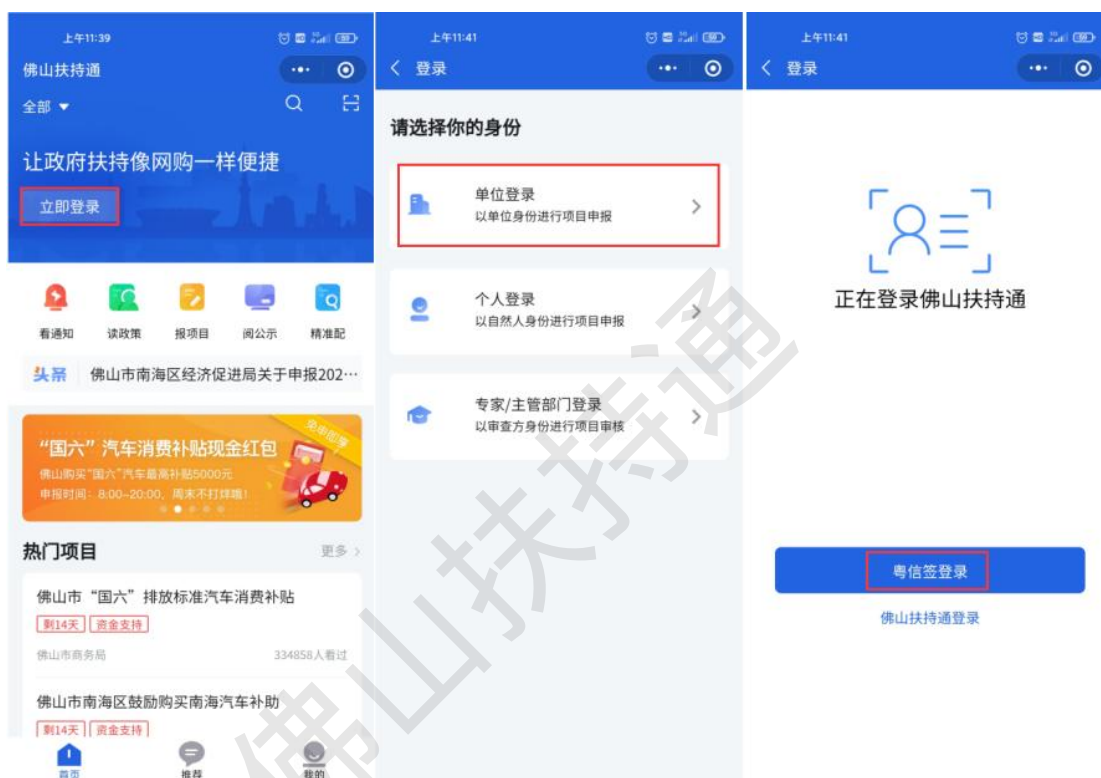 上午11:39
佛山扶持通
全部
让政府扶持像网购一样便捷
立即登录
看通知
读政策
报项目
阅公示
精准配
头条
佛山市南海区经济促进局关于申报202…
免申即享
“国六”汽车消费补贴现金红包
佛山购买“国六”汽车最高补贴5000元
申报时间：8:00-20:00，周末不打烊哦！
热门项目
更多 >
佛山市“国六”排放标准汽车消费补贴
剩14天 资金支持
佛山市商务局
334858人看过
佛山市南海区鼓励购买南海汽车补助
剩14天 资金支持
首页
推荐
我的
上午11:41
登录
请选择你的身份
单位登录
以单位身份进行项目申报
个人登录
以自然人身份进行项目申报
专家/主管部门登录
以审查方身份进行项目审核
上午11:41
登录
正在登录佛山扶持通
粤信签登录
佛山扶持通登录
佛山扶持通